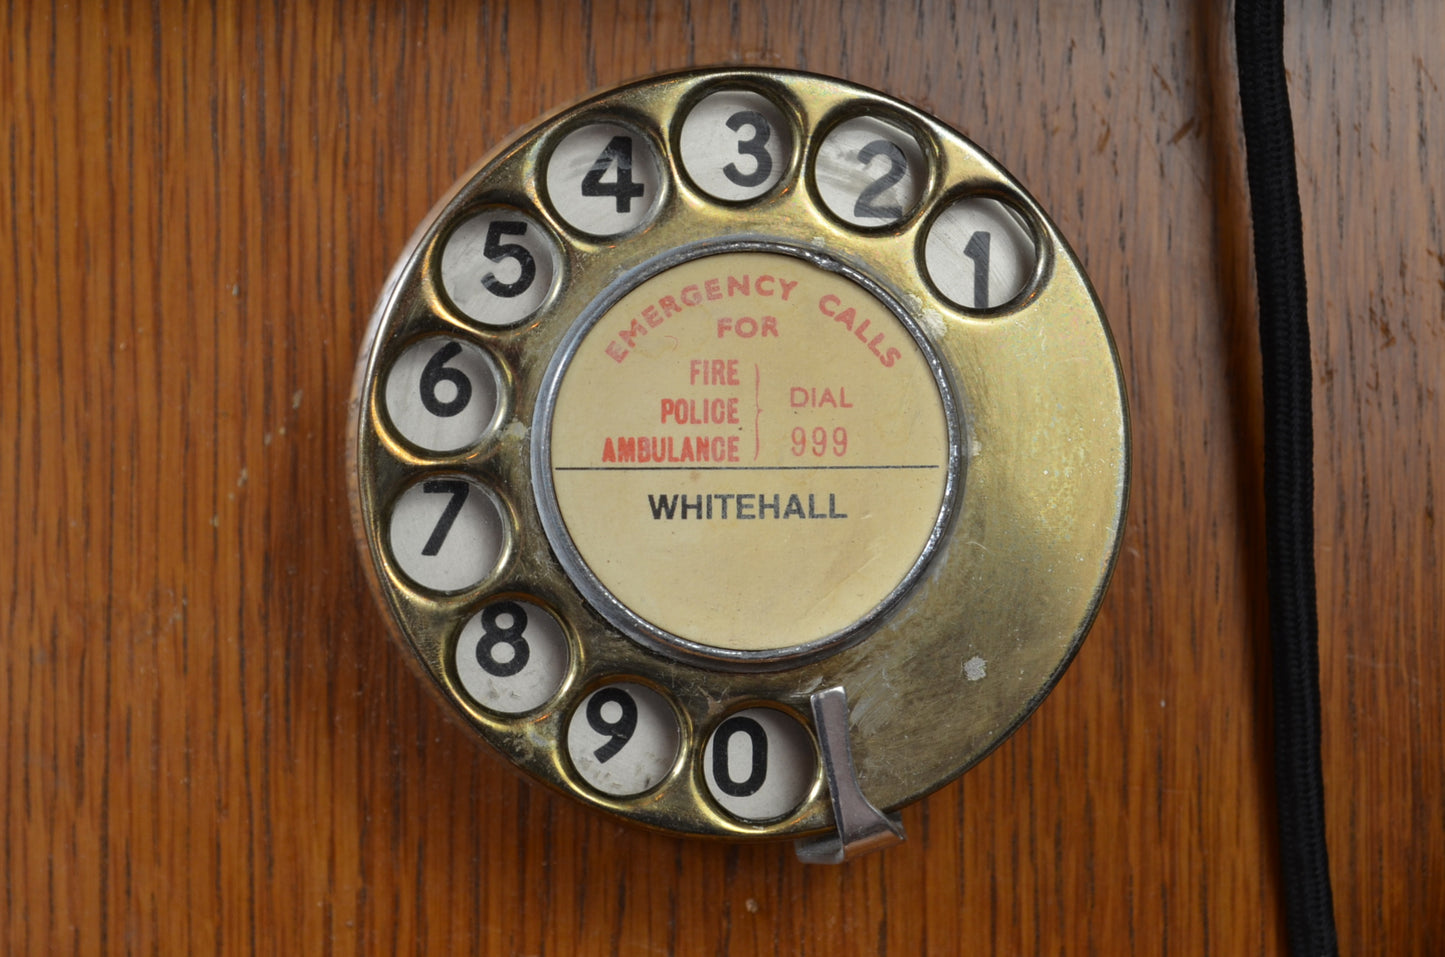 EMERGENCY CALLS
FOR
FIRE
POLICE
AMBULANCE
DIAL
999
WHITEHALL
1
2
3
4
5
6
7
8
9
0